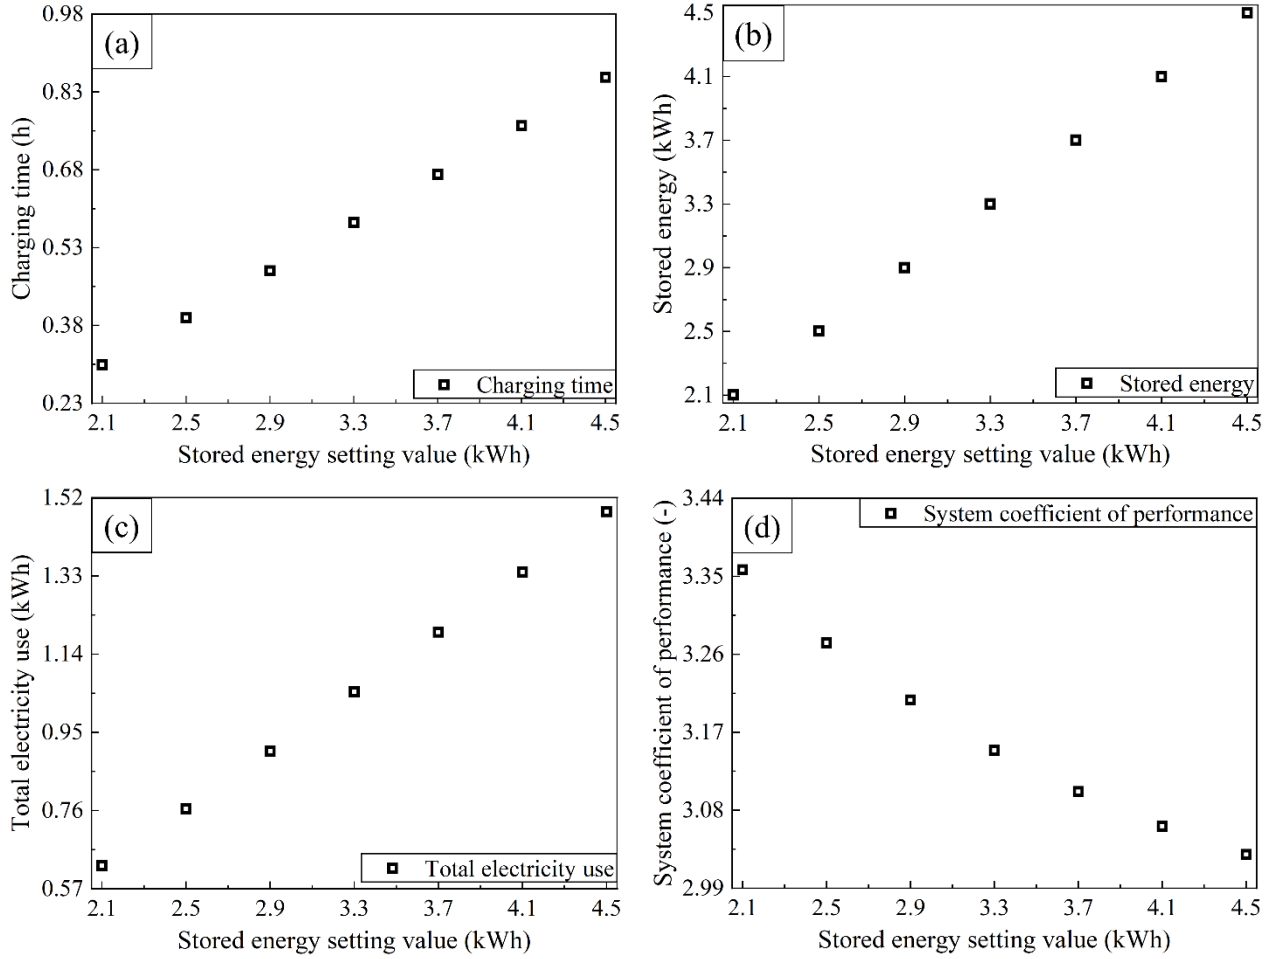 (a)
Charging time (h)
0.98
0.83
0.68
0.53
0.38
0.23
Charging time
2.1 2.5 2.9 3.3 3.7 4.1 4.5
Stored energy setting value (kWh)
(b)
Stored energy (kWh)
4.5
4.1
3.7
3.3
2.9
2.5
2.1
Stored energy
2.1 2.5 2.9 3.3 3.7 4.1 4.5
Stored energy setting value (kWh)
(c)
Total electricity use (kWh)
1.52
1.33
1.14
0.95
0.76
0.57
Total electricity use
2.1 2.5 2.9 3.3 3.7 4.1 4.5
Stored energy setting value (kWh)
(d)
System coefficient of performance (-)
3.44
3.35
3.26
3.17
3.08
2.99
System coefficient of performance
2.1 2.5 2.9 3.3 3.7 4.1 4.5
Stored energy setting value (kWh)